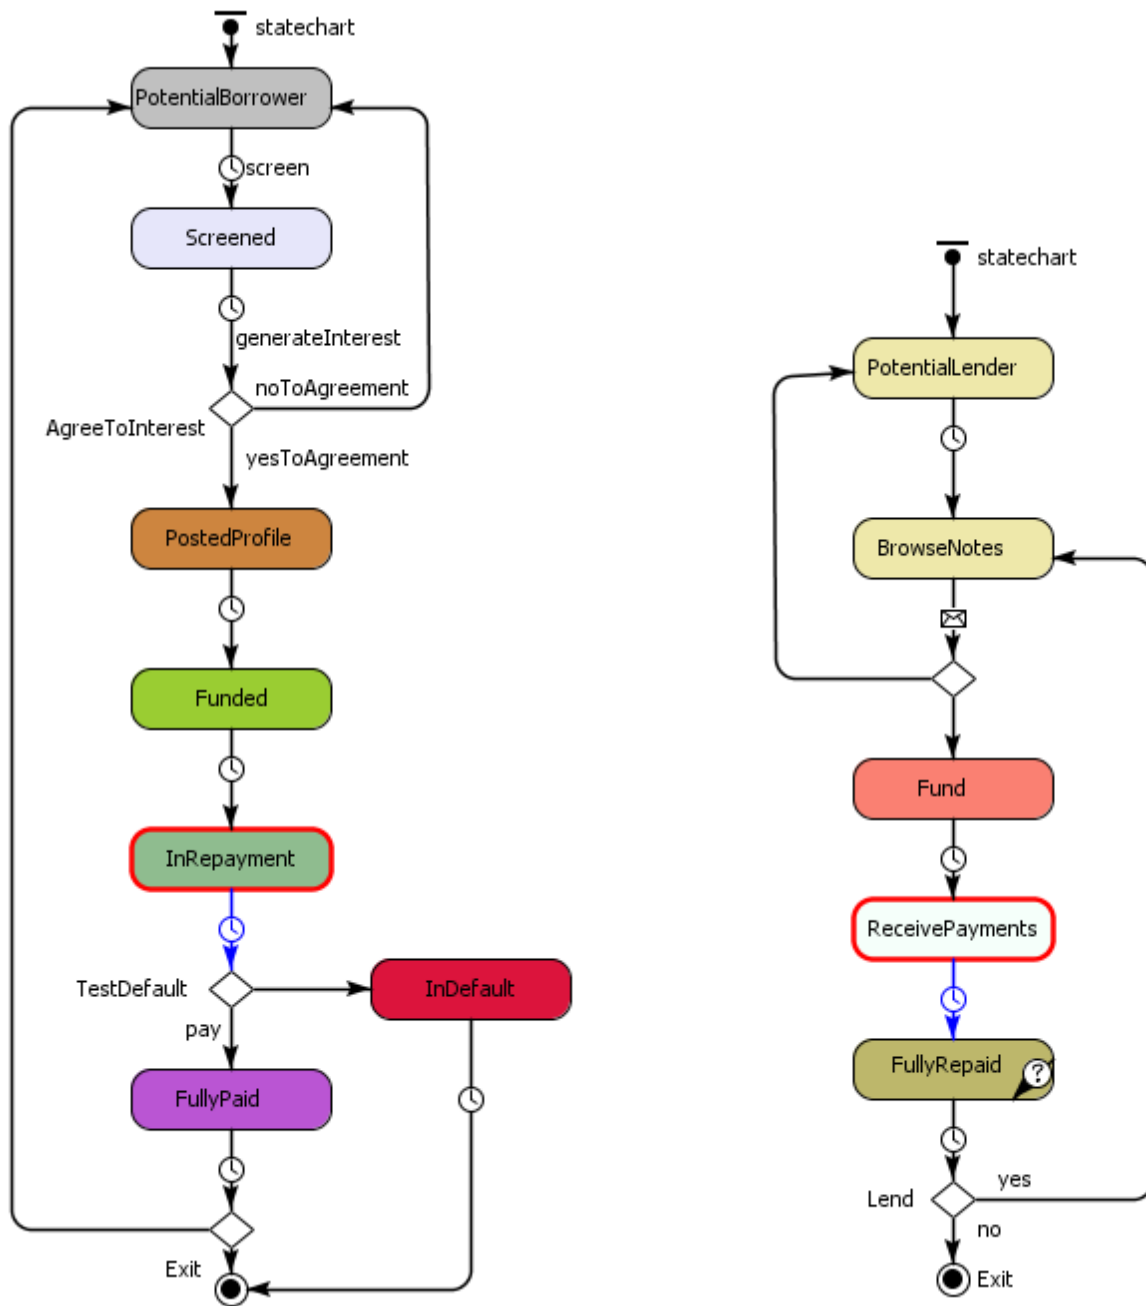 statechart
PotentialBorrower
screen
Screened
generateInterest
noToAgreement
AgreeToInterest
yesToAgreement
PostedProfile
Funded
InRepayment
TestDefault
InDefault
pay
FullyPaid
Exit
statechart
PotentialLender
BrowseNotes
Fund
ReceivePayments
FullyRepaid
?
yes
Lend
no
Exit